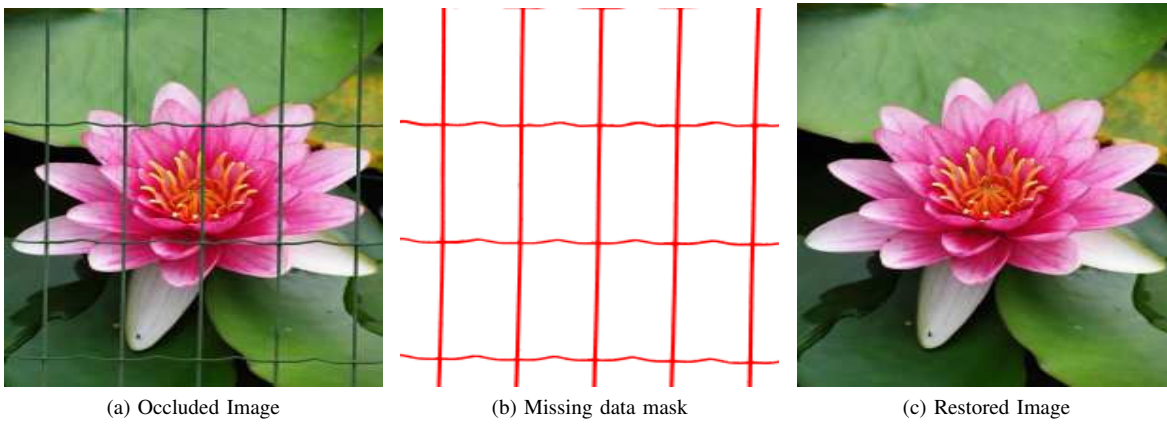 (a) Occluded Image
(b) Missing data mask
(c) Restored Image